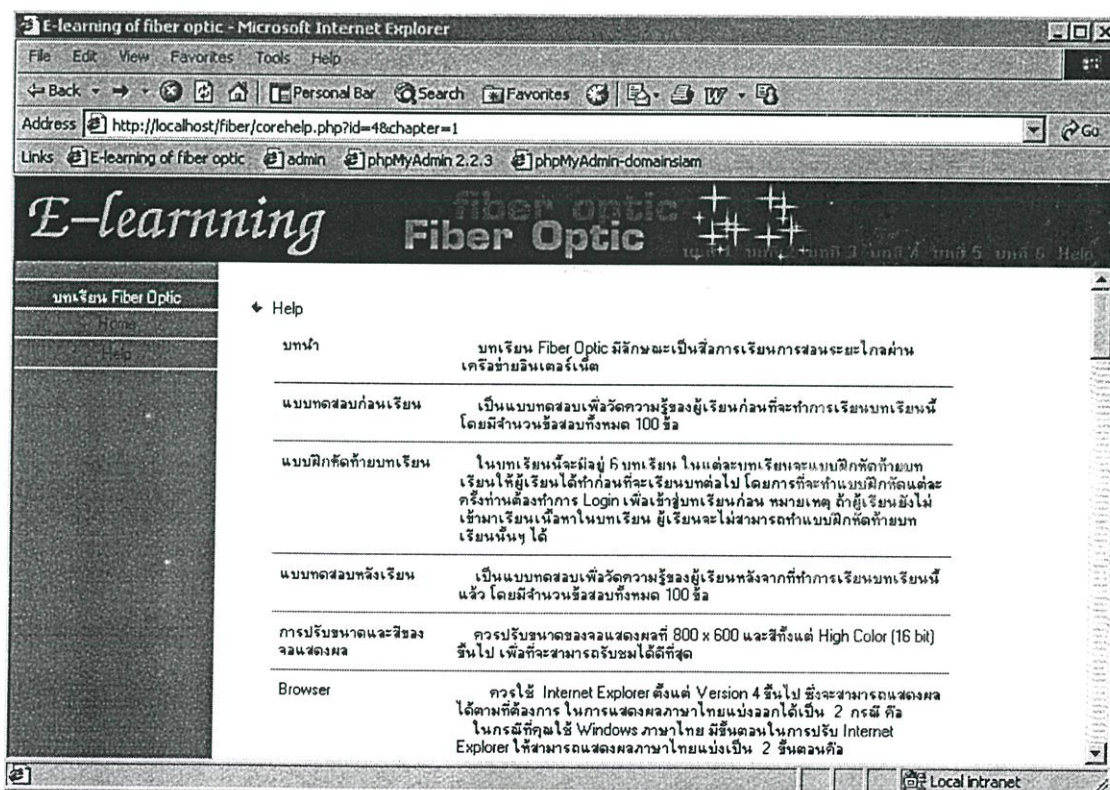 E-learning of fiber optic - Microsoft Internet Explorer
File Edit View Favorites Tools Help
Back Personal Bar Search Favorites
Address http://localhost/fiber/corehelp.php?id=48chapter=1 Go
Links E-learning of fiber optic admin phpMyAdmin 2.2.3 phpMyAdmin-domainsiam
E-learnning
fiber optic
Fiber Optic
บทที่ 1 บทที่ 2 บทที่ 3 บทที่ 4 บทที่ 5 บทที่ 6 Help
บทเรียน Fiber Optic
Home
Help
Help
บทนำ บทเรียน Fiber Optic มีลักษณะเป็นสื่อการเรียนการสอนระยะไกลผ่าน
เครือข่ายอินเตอร์เน็ต
แบบทดสอบก่อนเรียน เป็นแบบทดสอบเพื่อวัดความรู้ของผู้เรียนก่อนที่จะทำการเรียนบทเรียนนี้
โดยมีจำนวนข้อสอบทั้งหมด 100 ข้อ
แบบฝึกหัดท้ายบทเรียน ในบทเรียนนี้จะมีอยู่ 6 บทเรียน ในแต่ละบทเรียนจะแบบฝึกหัดท้ายบท
เรียนให้ผู้เรียนได้ทำก่อนที่จะเรียนบทต่อไป โดยการที่จะทำแบบฝึกหัดแต่ละ
ครั้งท่านต้องทำการ Login เพื่อเข้าสู่บทเรียนก่อน หมายเหตุ ถ้าผู้เรียนยังไม่
เข้ามาเรียนเนื้อหาในบทเรียน ผู้เรียนจะไม่สามารถทำแบบฝึกหัดท้ายบท
เรียนนั้นๆ ได้
แบบทดสอบหลังเรียน เป็นแบบทดสอบเพื่อวัดความรู้ของผู้เรียนหลังจากที่ทำการเรียนบทเรียนนี้
แล้ว โดยมีจำนวนข้อสอบทั้งหมด 100 ข้อ
การปรับขนาดและสีของ ควรปรับขนาดของจอแสดงผลที่ 800 x 600 และสีทั้งแต่ High Color (16 bit)
จอแสดงผล ขึ้นไป เพื่อที่จะสามารถรับชมได้ดีที่สุด
Browser ควรใช้ Internet Explorer ตั้งแต่ Version 4 ขึ้นไป ซึ่งจะสามารถแสดงผล
ได้ตามที่ต้องการ ในการแสดงผลภาษาไทยแบ่งออกได้เป็น 2 กรณี คือ
ในกรณีที่คุณใช้ Windows ภาษาไทย มีขั้นตอนในการปรับ Internet
Explorer ให้สามารถแสดงผลภาษาไทยแบ่งเป็น 2 ขั้นตอนคือ
Local intranet